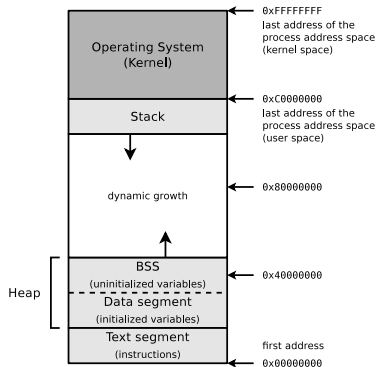 0xFFFFFFFF
last address of the
process address space
(kernel space)
Operating System
(Kernel)
0xC0000000
last address of the
process address space
(user space)
Stack
0x80000000
dynamic growth
BSS
(uninitialized variables)
0x40000000
Heap
Data segment
(initialized variables)
Text segment
(instructions)
first address
0x00000000